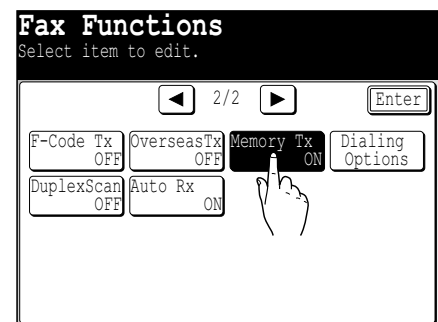 Fax Functions
Select item to edit.
◄ 2/2 ► Enter
F-Code Tx OverseasTx Memory Tx Dialing
OFF OFF ON Options
DuplexScan Auto Rx
OFF ON